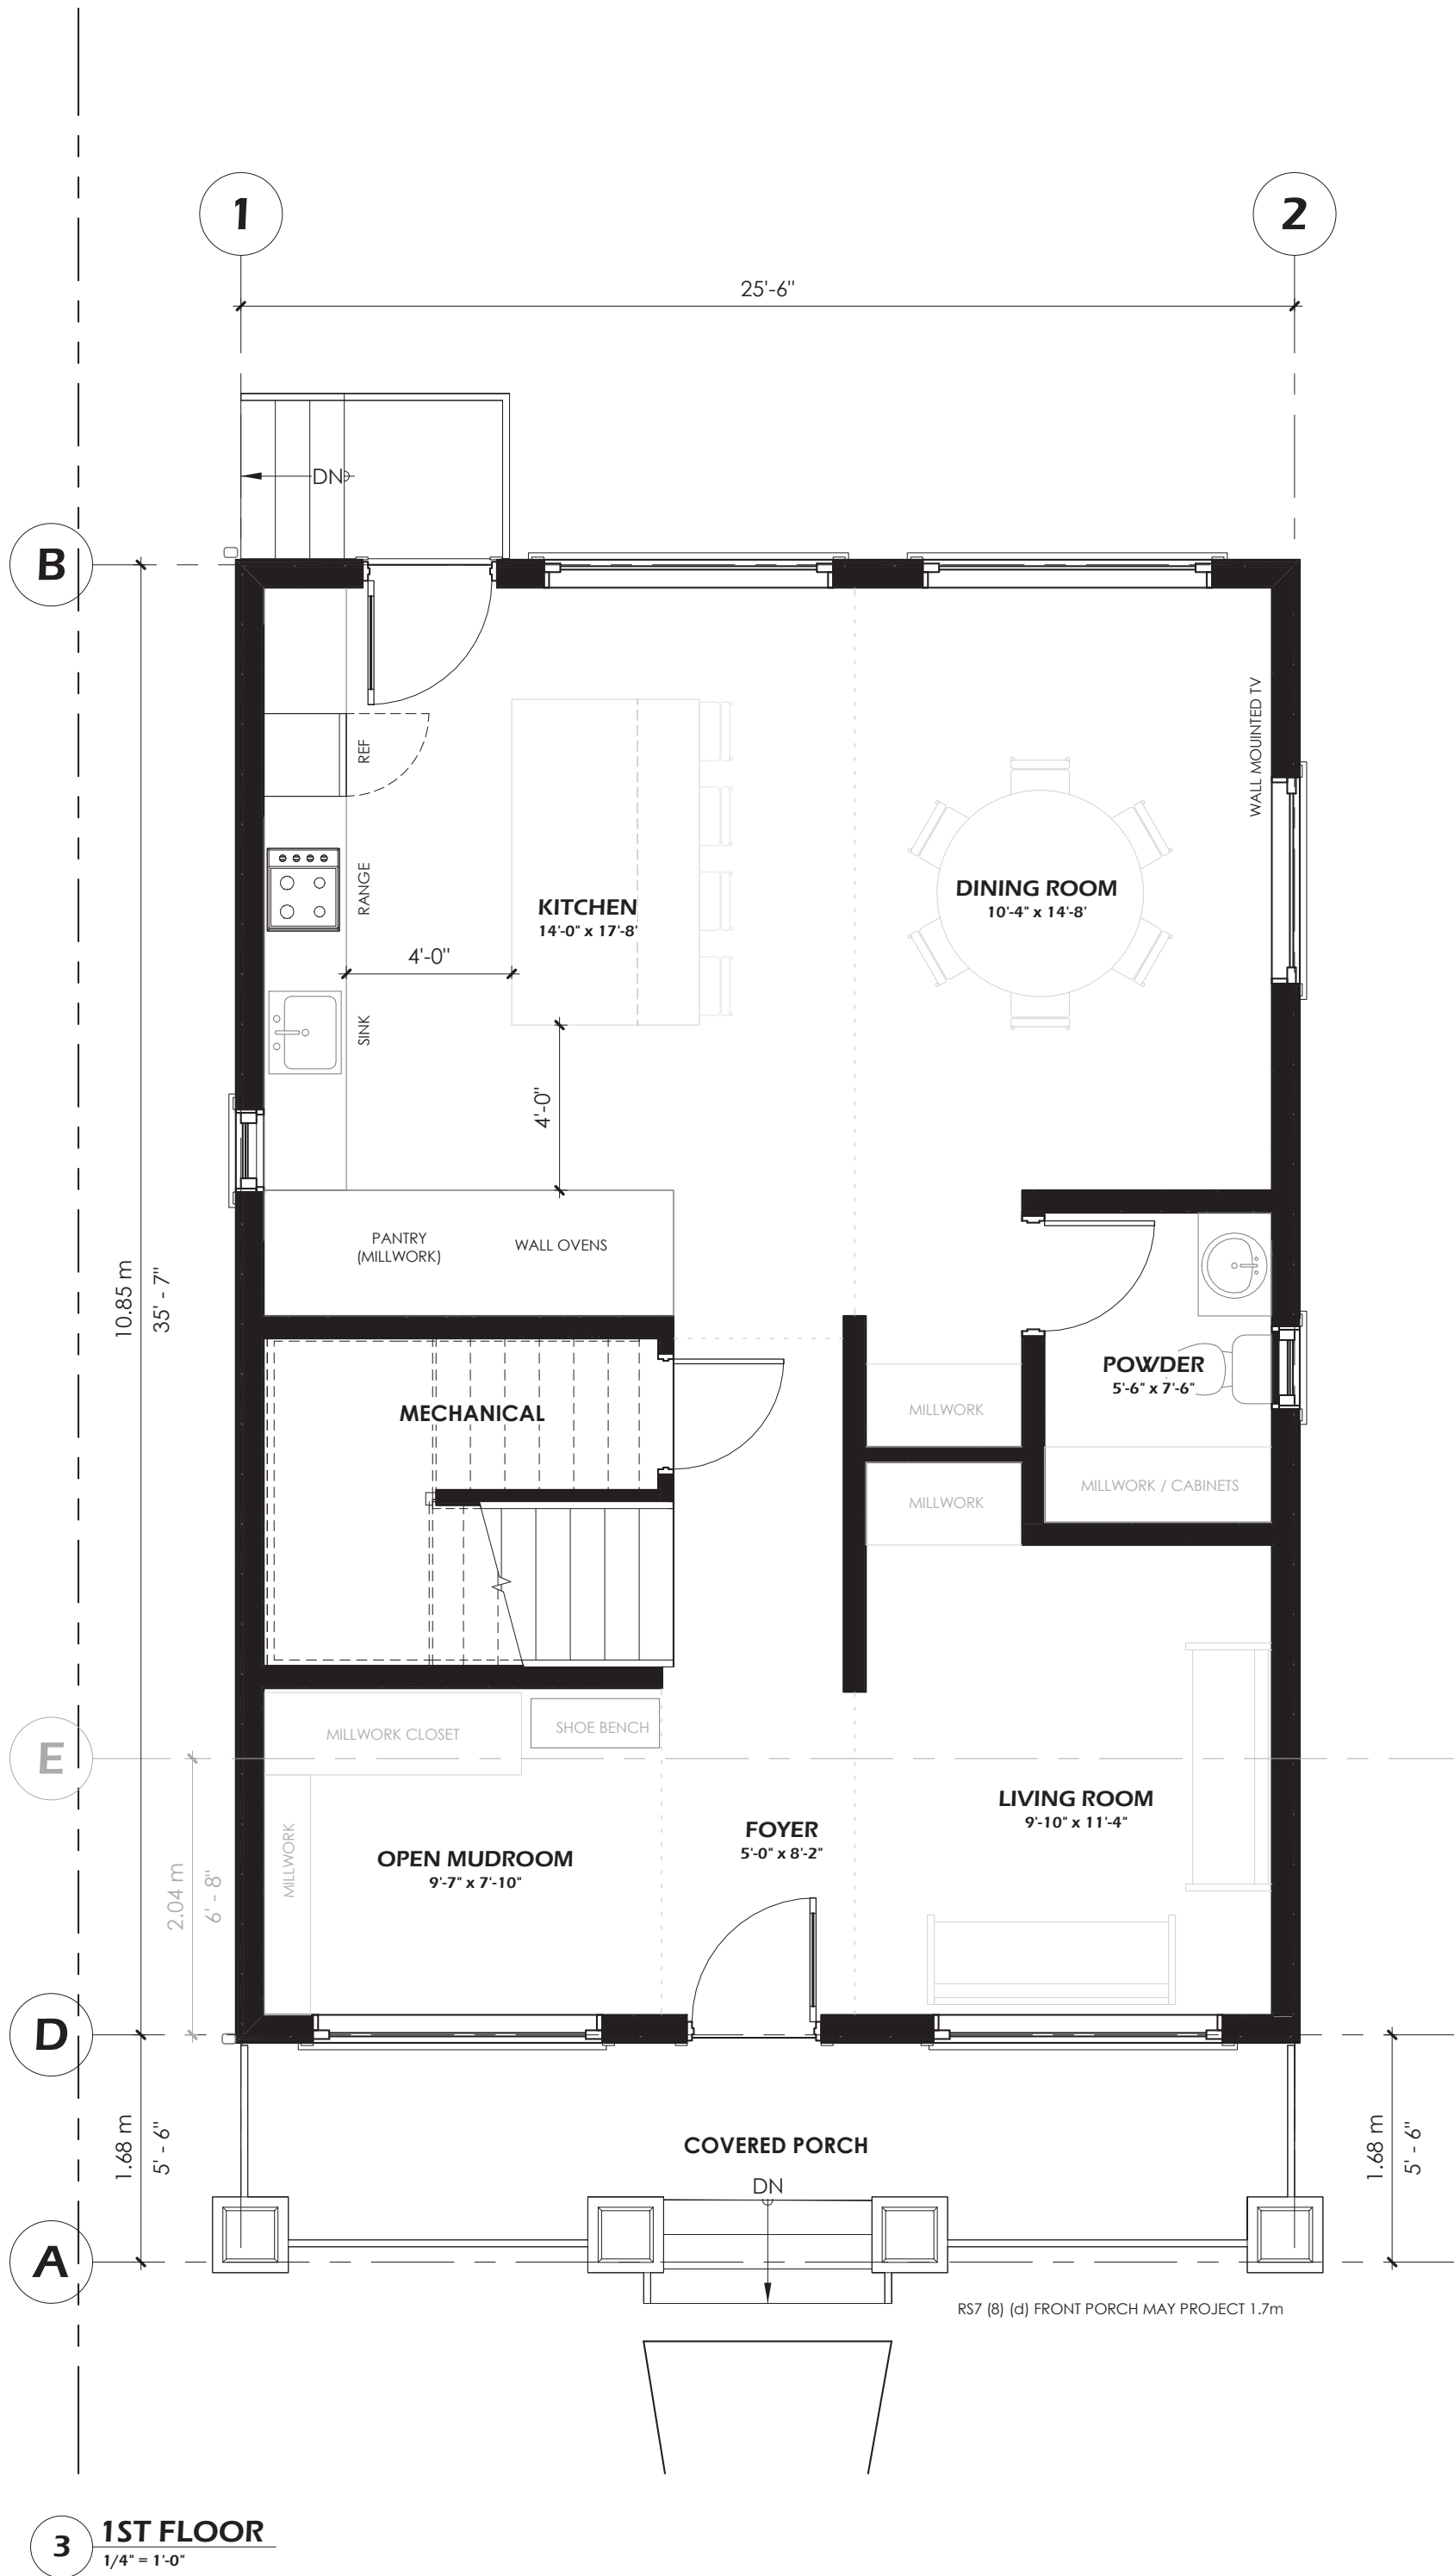 1
2
25'-6"
DN
B
REF
WALL MOUINTED TV
RANGE
KITCHEN
14'-0" x 17'-8'
DINING ROOM
10'-4" x 14'-8'
4'-0"
SINK
4'-0"
PANTRY
(MILLWORK)
WALL OVENS
10.85 m
35' - 7"
POWDER
5'-6" x 7'-6"
MECHANICAL
MILLWORK
MILLWORK / CABINETS
MILLWORK
SHOE BENCH
MILLWORK CLOSET
E
LIVING ROOM
9'-10" x 11'-4"
FOYER
5'-0" x 8'-2"
OPEN MUDROOM
9'-7" x 7'-10"
MILLWORK
2.04 m
6' - 8"
D
COVERED PORCH
1.68 m
5' - 6"
1.68 m
5' - 6"
DN
A
RS7 (8) (d) FRONT PORCH MAY PROJECT 1.7m
3
1ST FLOOR
1/4" = 1'-0"